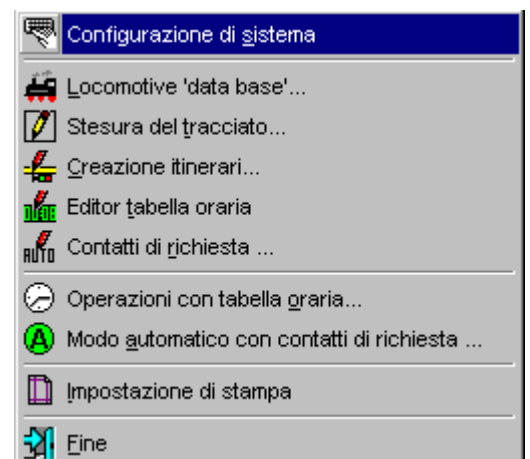 Configurazione di sistema
Locomotive 'data base'...
Stesura del tracciato...
Creazione itinerari...
Editor tabella oraria
AUTO Contatti di richiesta ...
Operazioni con tabella oraria...
A Modo automatico con contatti di richiesta ...
Impostazione di stampa
Fine